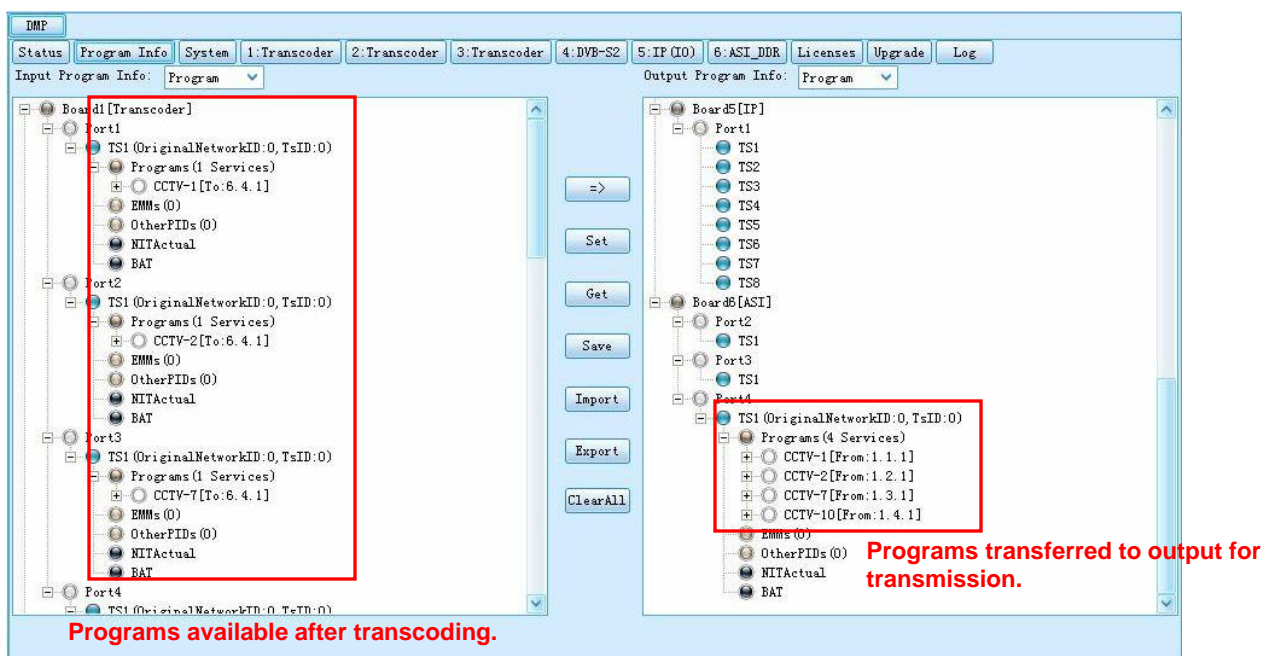 DMP
Status Program Info System 1:Transcoder 2:Transcoder 3:Transcoder 4:DVB-S2 5:IP(IO) 6:ASI_DDR Licenses Upgrade Log
Input Program Info: Program
Output Program Info: Program
Board1[Transcoder]
Port1
TS1(OriginalNetworkID:0,TsID:0)
Programs(1 Services)
CCTV-1[To:6.4.1]
EMMs(0)
OtherPIDs(0)
NITActual
BAT
Port2
TS1(OriginalNetworkID:0,TsID:0)
Programs(1 Services)
CCTV-2[To:6.4.1]
EMMs(0)
OtherPIDs(0)
NITActual
BAT
Port3
TS1(OriginalNetworkID:0,TsID:0)
Programs(1 Services)
CCTV-7[To:6.4.1]
EMMs(0)
OtherPIDs(0)
NITActual
BAT
Port4
TS1(OriginalNetworkID:0,TsID:0)
Programs available after transcoding.
=>
Set
Get
Save
Import
Export
ClearAll
Board5[IP]
Port1
TS1
TS2
TS3
TS4
TS5
TS6
TS7
TS8
Board6[ASI]
Port2
TS1
Port3
TS1
Port4
TS1(OriginalNetworkID:0,TsID:0)
Programs(4 Services)
CCTV-1[From:1.1.1]
CCTV-2[From:1.2.1]
CCTV-7[From:1.3.1]
CCTV-10[From:1.4.1]
EMMs(0)
OtherPIDs(0)
NITActual
BAT
Programs transferred to output for
transmission.